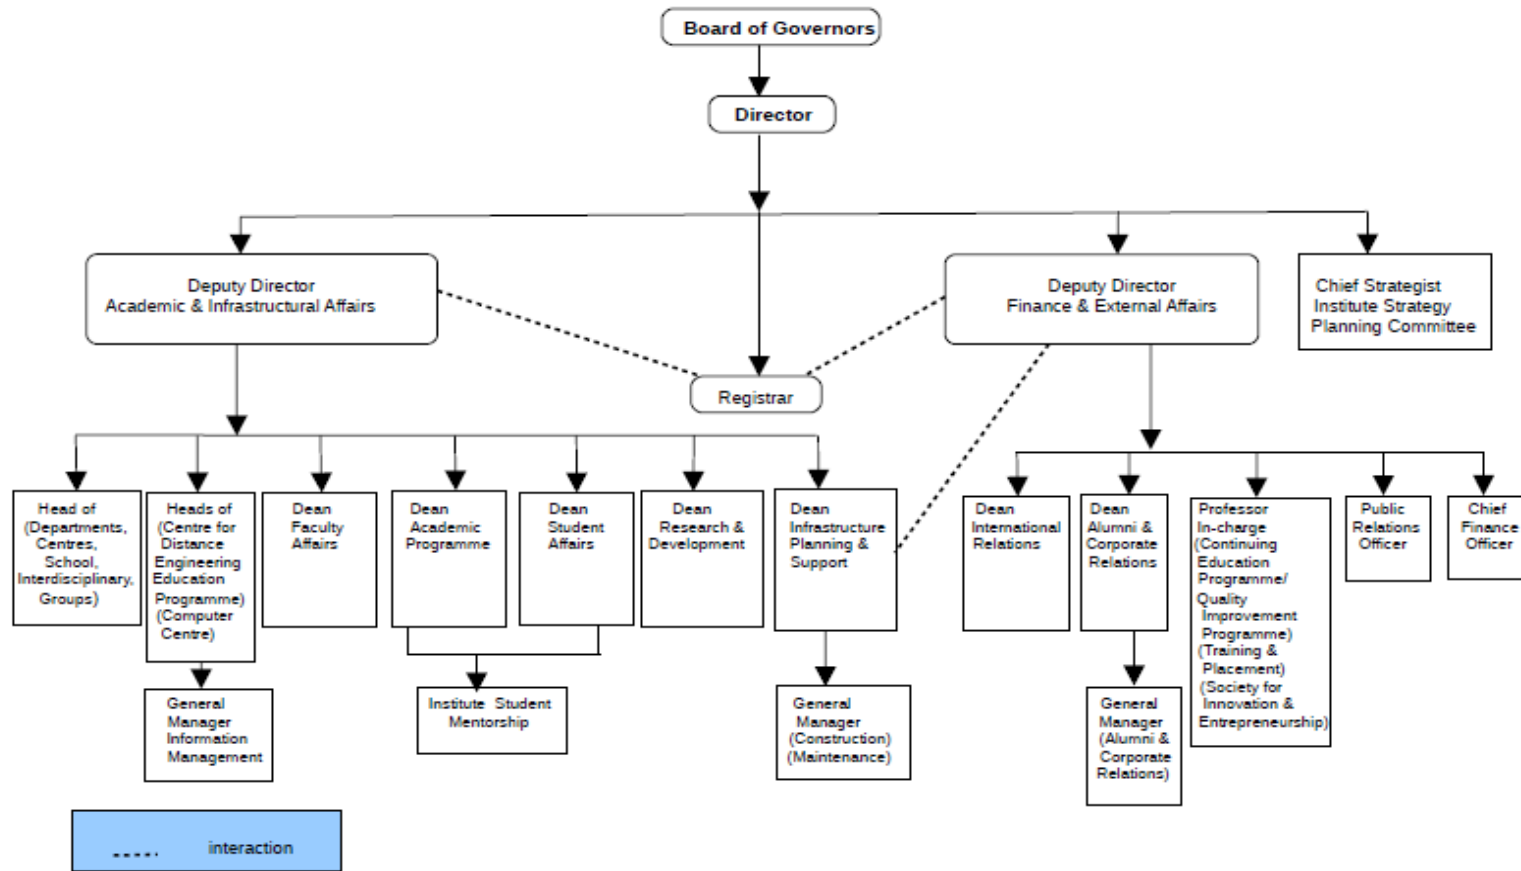 Board of Governors
Director
Deputy Director
Academic & Infrastructural Affairs
Deputy Director
Finance & External Affairs
Chief Strategist
Institute Strategy
Planning Committee
Registrar
Head of
(Departments,
Centres,
School,
Interdisciplinary,
Groups)
Heads of
(Centre for
Distance
Engineering
Education
Programme)
(Computer
Centre)
Dean
Faculty
Affairs
Dean
Academic
Programme
Dean
Student
Affairs
Dean
Research &
Development
Dean
Infrastructure
Planning &
Support
Dean
International
Relations
Dean
Alumni &
Corporate
Relations
Professor
In-charge
(Continuing
Education
Programme/
Quality
Improvement
Programme)
(Training &
Placement)
(Society for
Innovation &
Entrepreneurship)
Public
Relations
Officer
Chief
Finance
Officer
General
Manager
Information
Management
Institute Student
Mentorship
General
Manager
(Construction)
(Maintenance)
General
Manager
(Alumni &
Corporate
Relations)
interaction